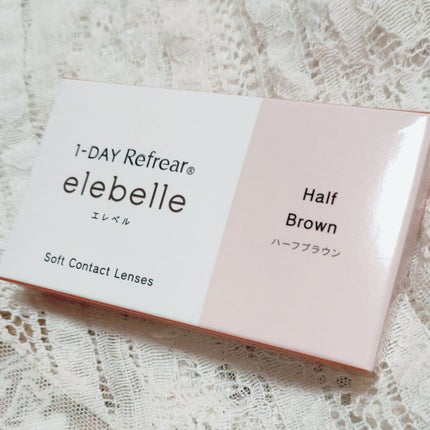 1-DAY Refrear®
elebelle
エレベル
Soft Contact Lenses
Half
Brown
ハーフブラウン